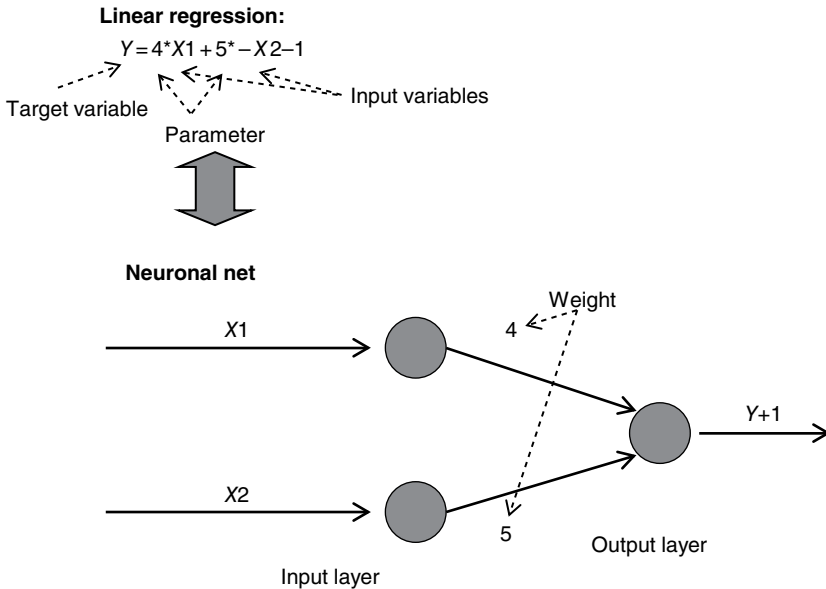 Linear regression:
Y=4*X1+5*–X2–1
Target variable
Input variables
Parameter
Neuronal net
Weight
4
X1
Y+1
X2
5
Output layer
Input layer